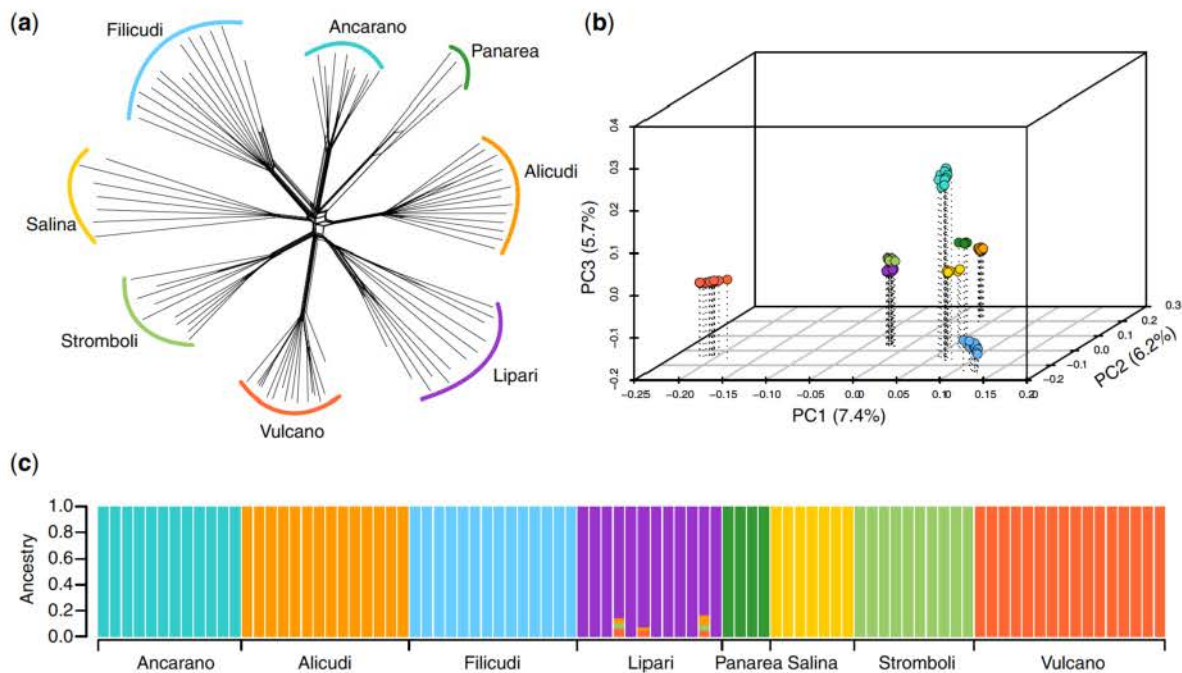 (a)
Filicudi
Ancarano
Panarea
Alicudi
Salina
Stromboli
Lipari
Vulcano
(b)
PC3 (5.7%)
0.4
0.3
0.2
0.1
0.0
−0.1
−0.2
−0.25 −0.20 −0.15 −0.10 −0.05 0.00 0.05 0.10 0.15 0.20
PC1 (7.4%)
−0.2 −0.1 0.0 0.1 0.2 0.3
PC2 (6.2%)
(c)
Ancestry
1.0
0.8
0.6
0.4
0.2
0.0
Ancarano Alicudi Filicudi Lipari Panarea Salina Stromboli Vulcano